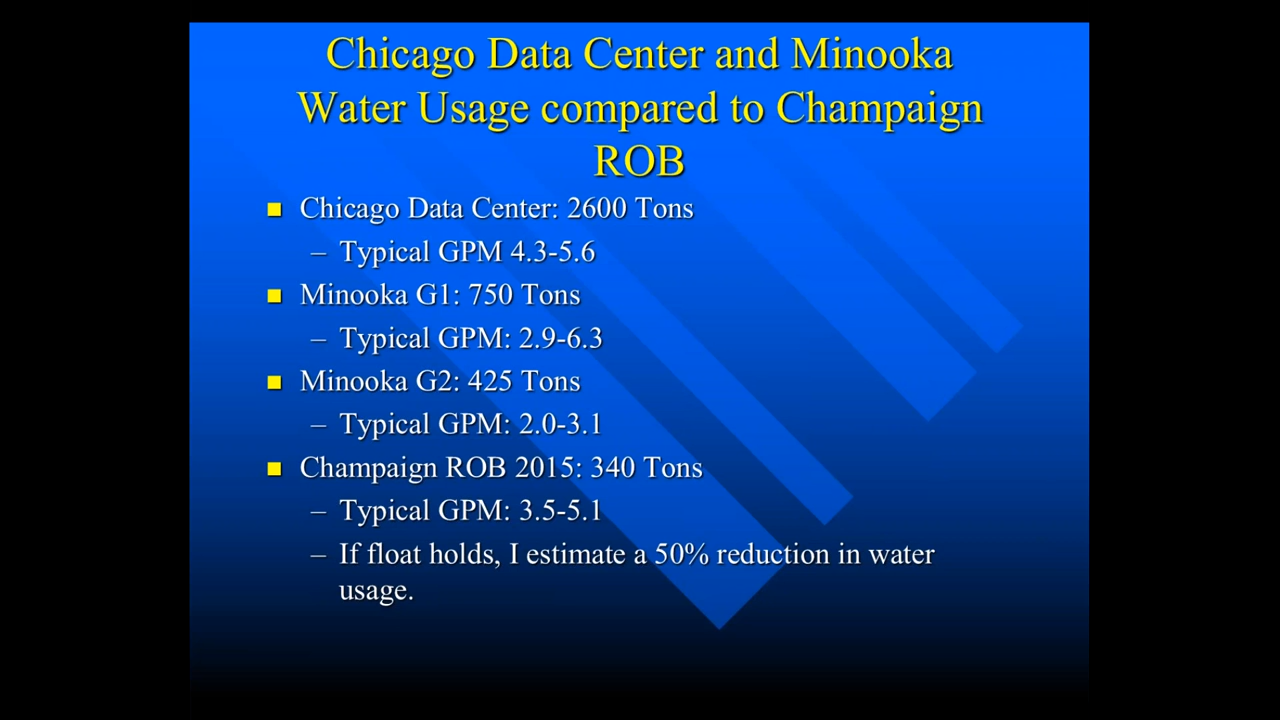 Chicago Data Center and Minooka
Water Usage compared to Champaign
ROB
Chicago Data Center: 2600 Tons
– Typical GPM 4.3-5.6
Minooka G1: 750 Tons
– Typical GPM: 2.9-6.3
Minooka G2: 425 Tons
– Typical GPM: 2.0-3.1
Champaign ROB 2015: 340 Tons
– Typical GPM: 3.5-5.1
– If float holds, I estimate a 50% reduction in water
usage.